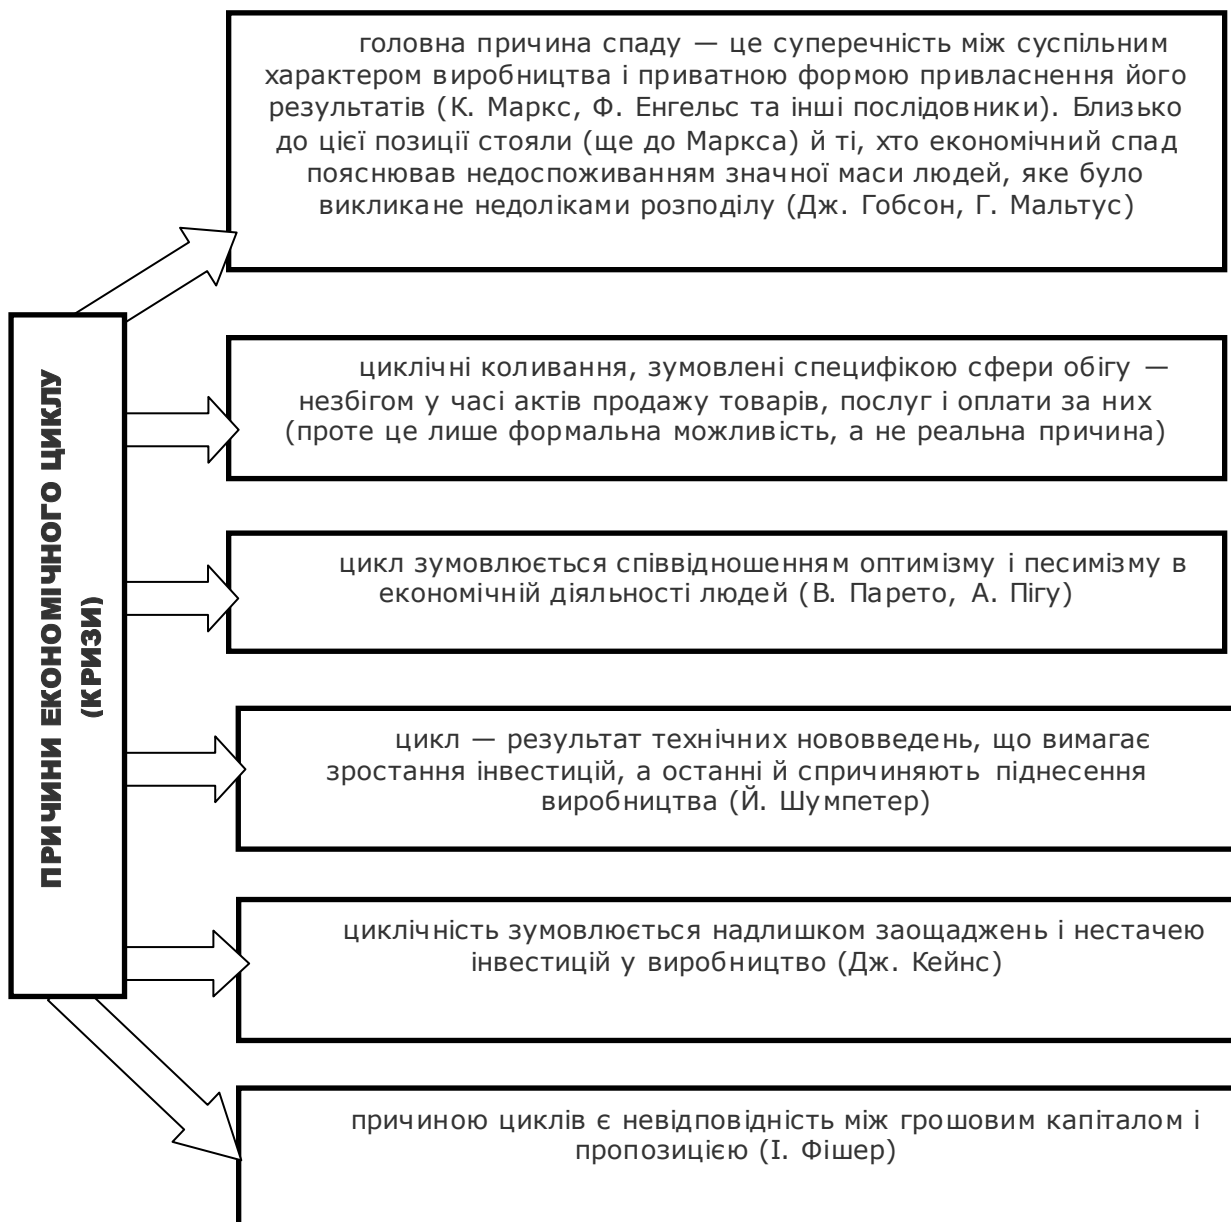 головна причина спаду — це суперечність між суспільним
характером виробництва і приватною формою привласнення його
результатів (К. Маркс, Ф. Енгельс та інші послідовники). Близько
до цієї позиції стояли (ще до Маркса) й ті, хто економічний спад
пояснював недоспоживанням значної маси людей, яке було
викликане недоліками розподілу (Дж. Гобсон, Г. Мальтус)
ПРИЧИНИ ЕКОНОМІЧНОГО ЦИКЛУ
(КРИЗИ)
циклічні коливання, зумовлені специфікою сфери обігу —
незбігом у часі актів продажу товарів, послуг і оплати за них
(проте це лише формальна можливість, а не реальна причина)
цикл зумовлюється співвідношенням оптимізму і песимізму в
економічній діяльності людей (В. Парето, А. Пігу)
цикл — результат технічних нововведень, що вимагає
зростання інвестицій, а останні й спричиняють піднесення
виробництва (Й. Шумпетер)
циклічність зумовлюється надлишком заощаджень і нестачею
інвестицій у виробництво (Дж. Кейнс)
причиною циклів є невідповідність між грошовим капіталом і
пропозицією (І. Фішер)